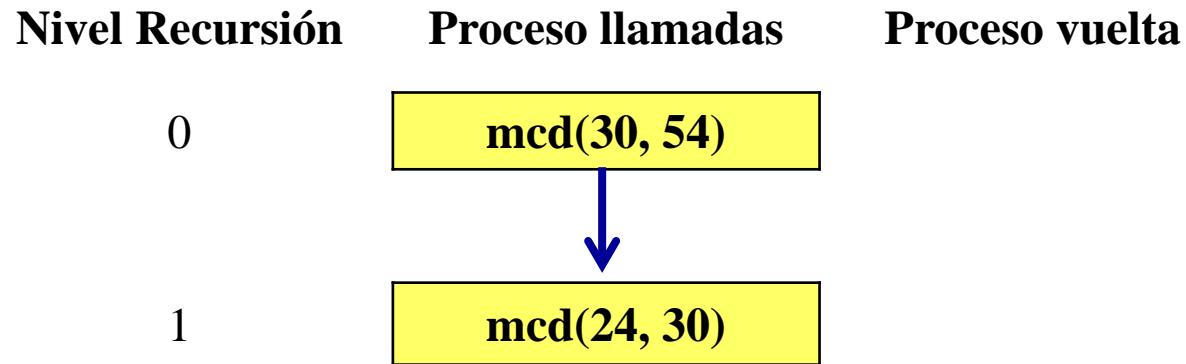 Nivel Recursión Proceso llamadas Proceso vuelta
0 mcd(30, 54)
1 mcd(24, 30)